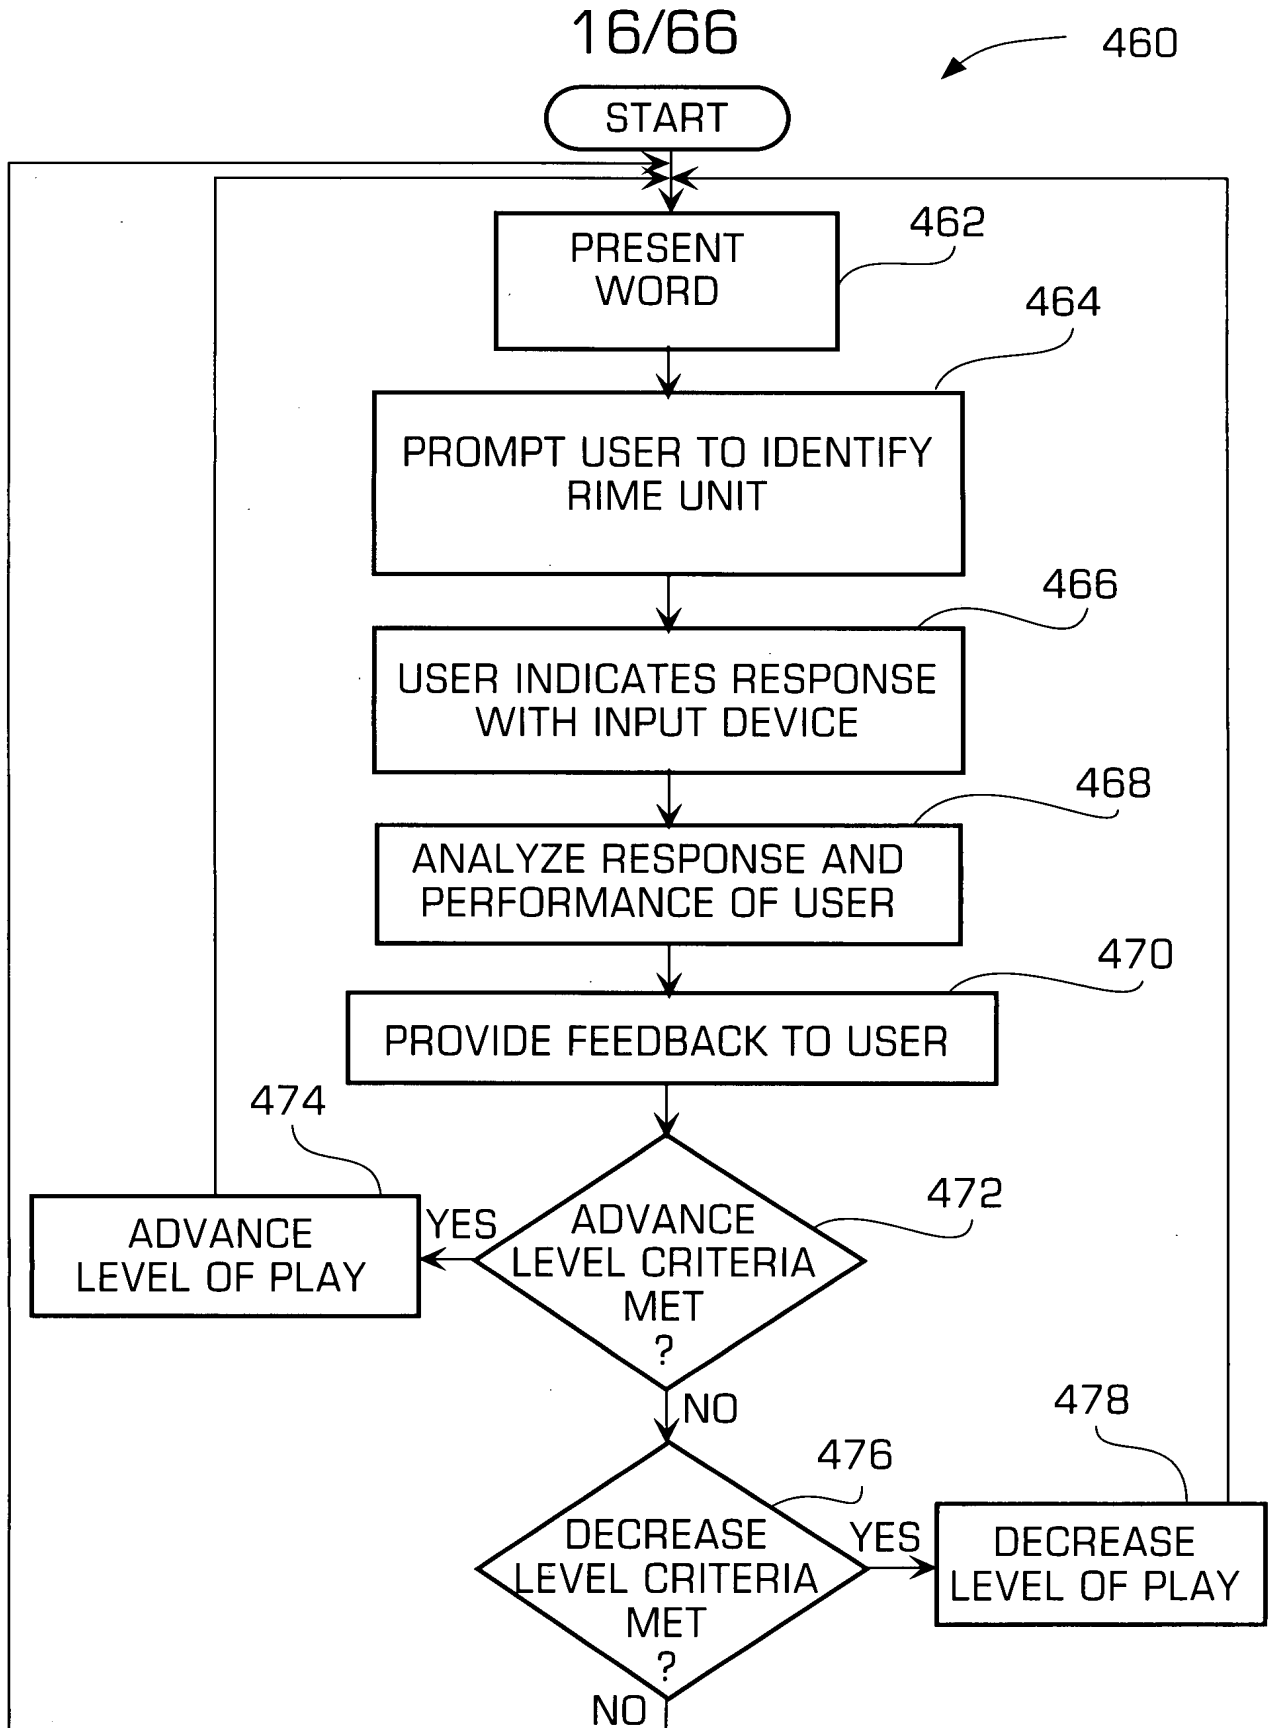 16/66
460
START
PRESENT
WORD
462
464
PROMPT USER TO IDENTIFY
RIME UNIT
466
USER INDICATES RESPONSE
WITH INPUT DEVICE
468
ANALYZE RESPONSE AND
PERFORMANCE OF USER
470
PROVIDE FEEDBACK TO USER
474
472
ADVANCE
LEVEL OF PLAY
YES
ADVANCE
LEVEL CRITERIA
MET
?
NO
478
476
DECREASE
LEVEL CRITERIA
MET
?
YES
DECREASE
LEVEL OF PLAY
NO